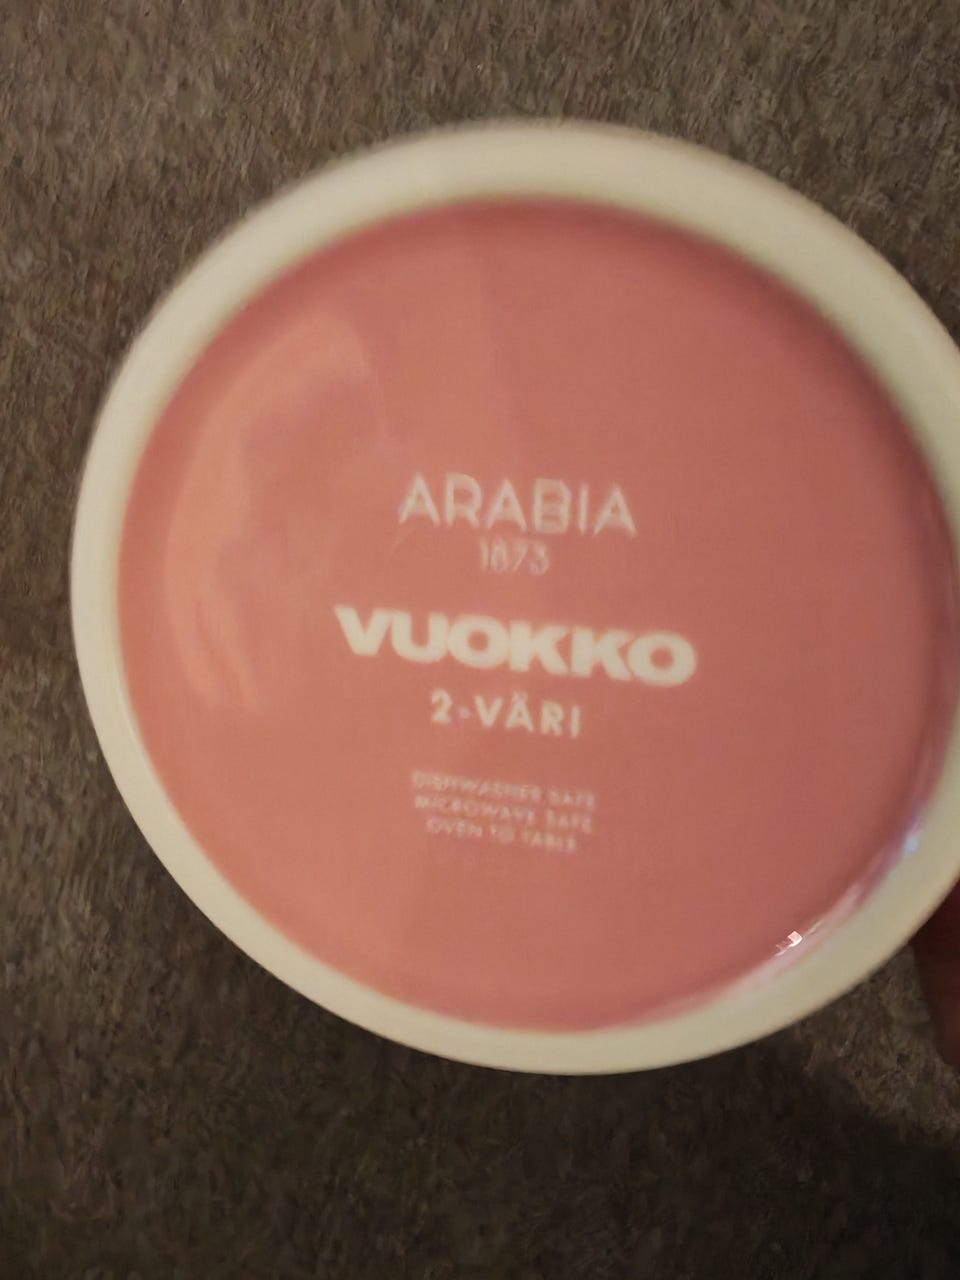 ARABIA
1873
VUOKKO
2-VÄRI
DISHWASHER SAFE
MICROWAVE SAFE
OVEN TO TABLE